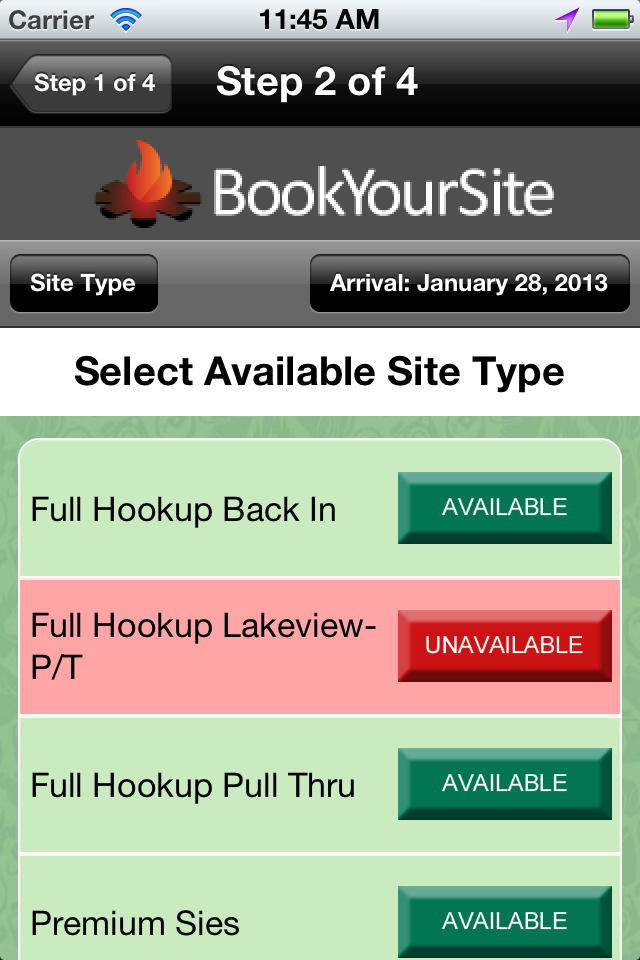 Carrier 11:45 AM
Step 1 of 4 Step 2 of 4
BookYourSite
Site Type Arrival: January 28, 2013
Select Available Site Type
Full Hookup Back In AVAILABLE
Full Hookup Lakeview-
P/T UNAVAILABLE
Full Hookup Pull Thru AVAILABLE
Premium Sies AVAILABLE